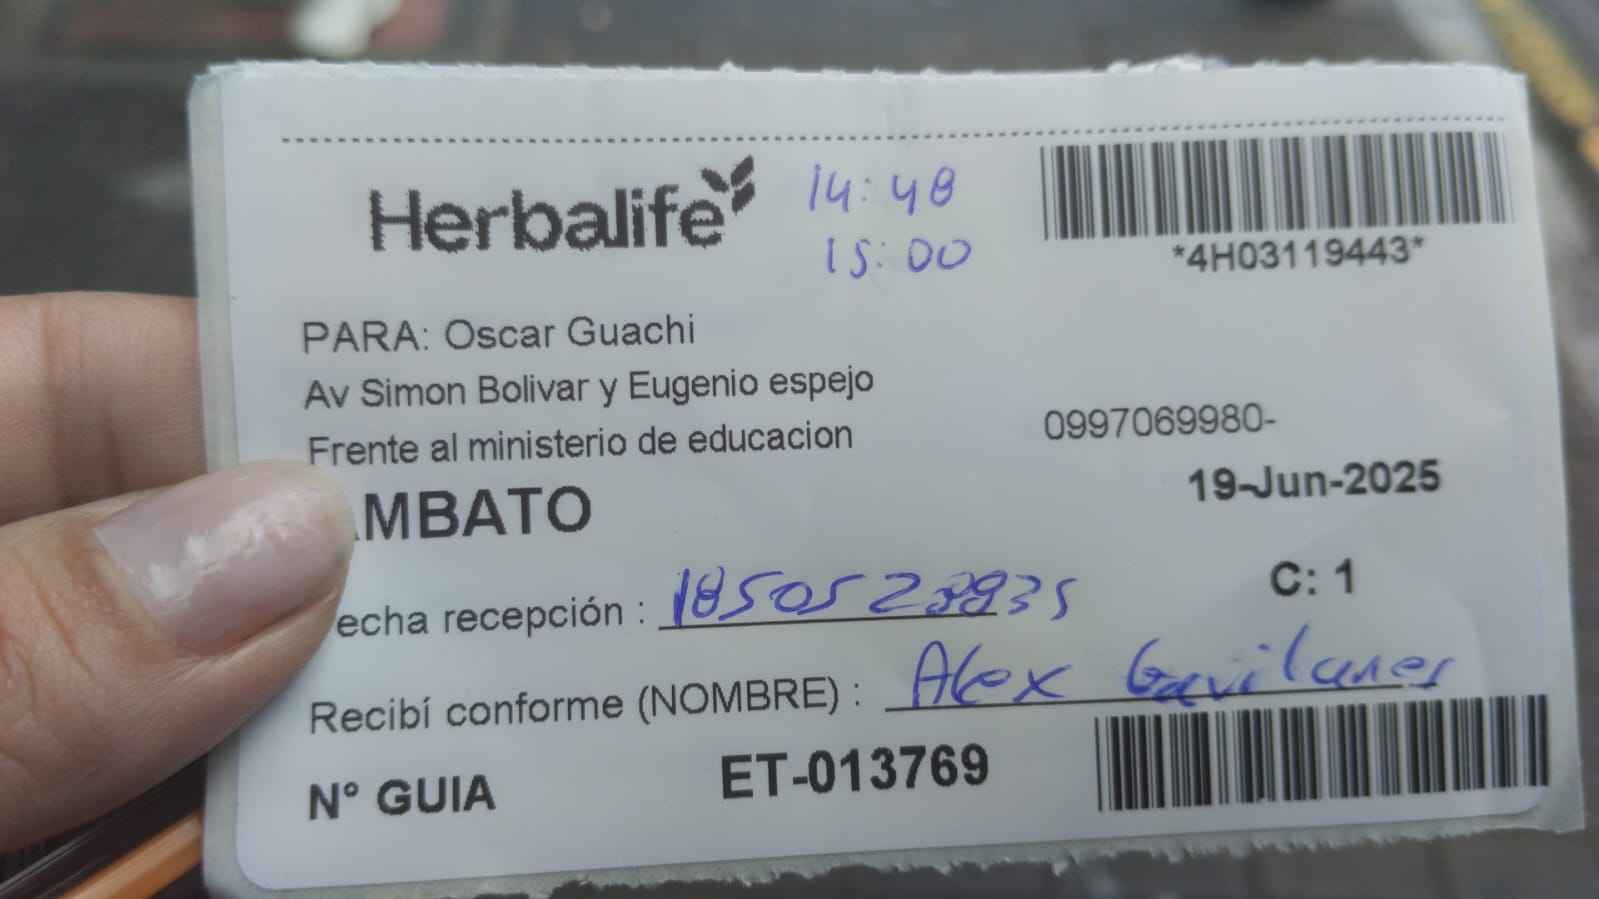 Herbalife
14:48
15:00
*4H03119443*
PARA: Oscar Guachi
Av Simon Bolivar y Eugenio espejo
Frente al ministerio de educacion
0997069980-
MBATO
19-Jun-2025
echa recepción :
C: 1
Recibí conforme (NOMBRE) : Alex Gavilanes
N° GUIA ET-013769